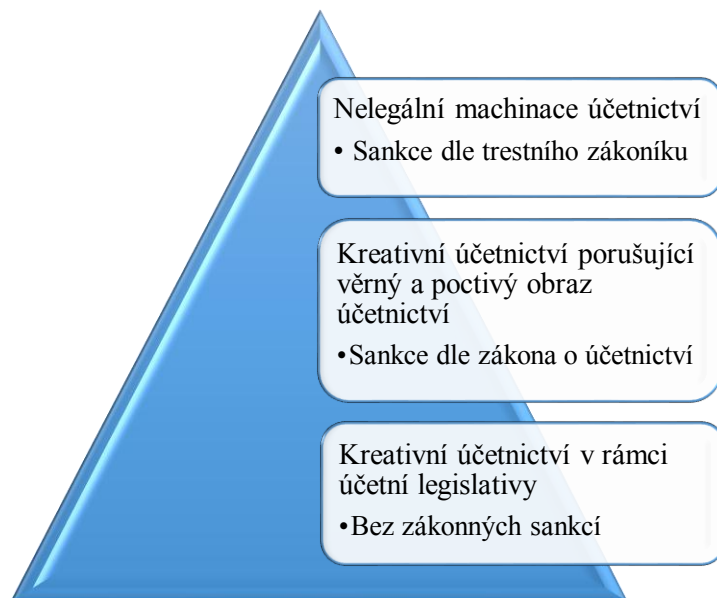 Nelegální machinace účetnictví
• Sankce dle trestního zákoníku
Kreativní účetnictví porušující
věrný a poctivý obraz
účetnictví
•Sankce dle zákona o účetnictví
Kreativní účetnictví v rámci
účetní legislativy
•Bez zákonných sankcí